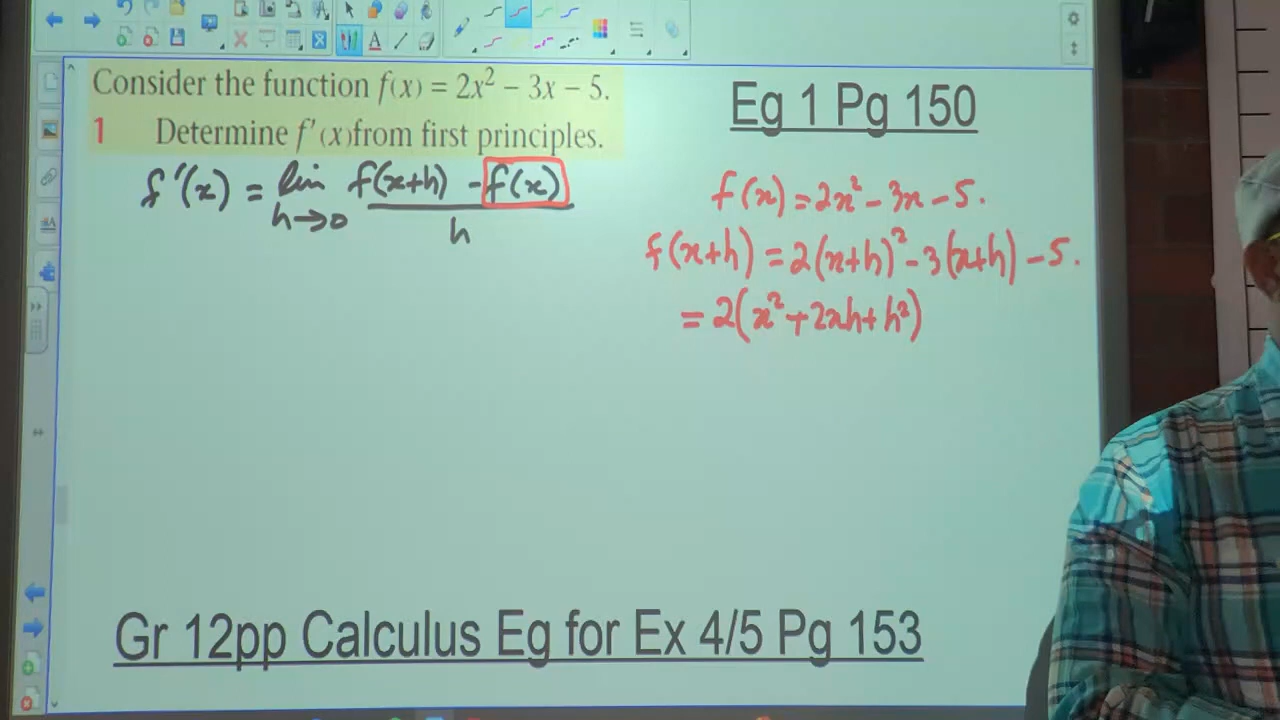 Consider the function f(x) = 2x² – 3x – 5.
1 Determine f'(x)from first principles.
f'(x) = lim f(x+h) - f(x)
h→0 h
Eg 1 Pg 150
f(x) = 2x² - 3x - 5.
f(x+h) = 2(x+h)² - 3(x+h) - 5.
= 2(x² + 2xh + h²)
Gr 12pp Calculus Eg for Ex 4/5 Pg 153